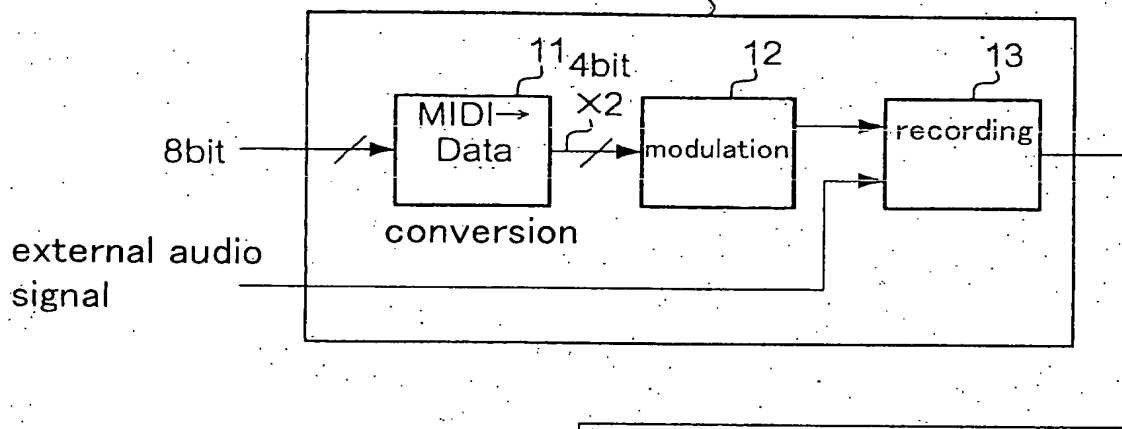 11
4bit
×2
12
13
MIDI→
Data
8bit
modulation
recording
conversion
external audio
signal